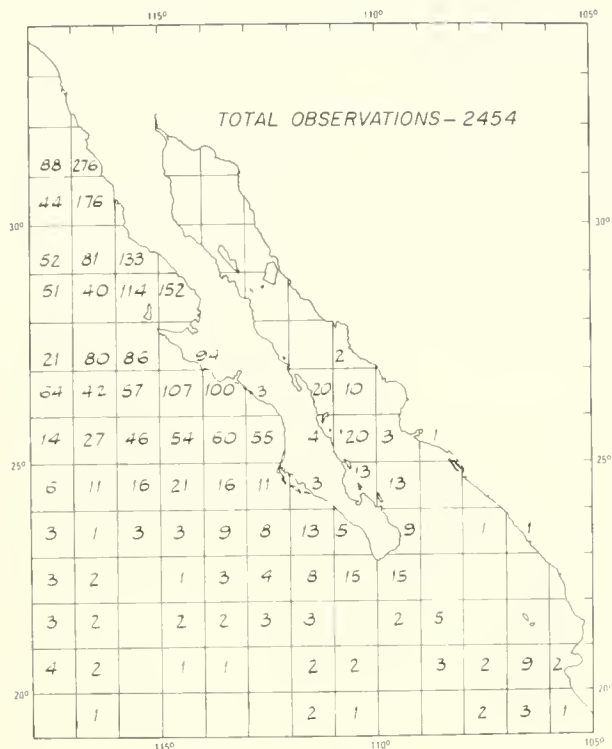 115° 110° 105°
TOTAL OBSERVATIONS – 2454
88 276
44 176
30° 30°
52 81 133
51 40 114 152
21 80 86 94 2
64 42 57 107 100 3 20 10
14 27 46 54 60 55 4 20 3 1
25° 25°
13
6 11 16 21 16 11 3 13
3 1 3 3 9 8 13 5 9 1 1
3 2 1 3 4 8 15 15
3 2 2 2 3 3 2 5
4 2 1 1 2 2 3 2 9 2
20° 20°
1 2 1 2 3 1
115° 110° 105°